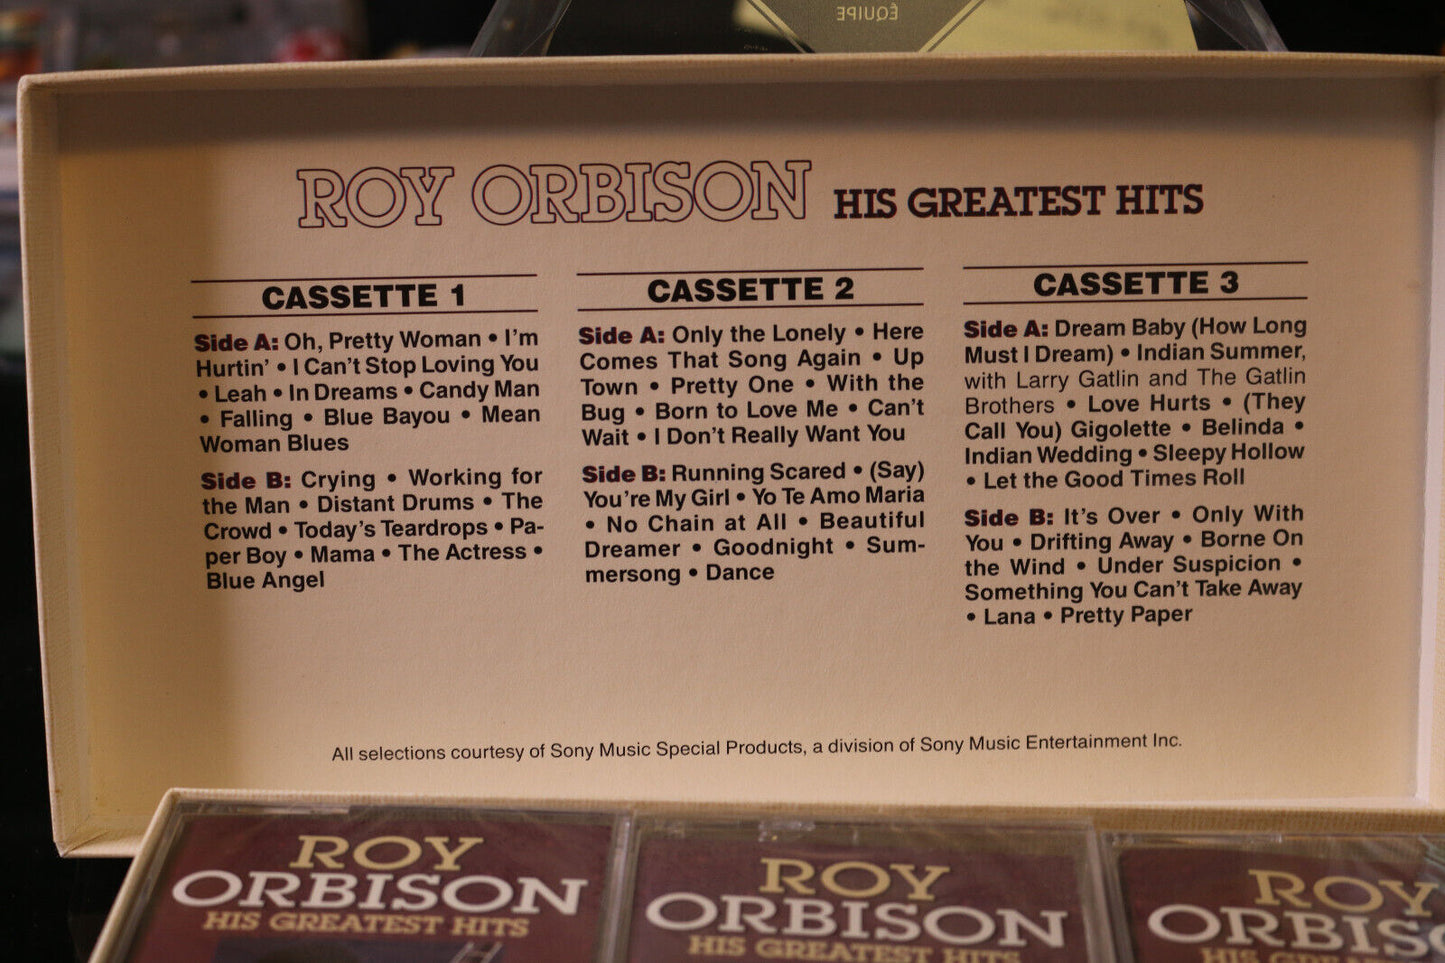 ÉQUIPE
ROY ORBISON HIS GREATEST HITS
CASSETTE 1
Side A: Oh, Pretty Woman • I'm
Hurtin' • I Can't Stop Loving You
• Leah • In Dreams • Candy Man
• Falling • Blue Bayou • Mean
Woman Blues
Side B: Crying • Working for
the Man • Distant Drums • The
Crowd • Today's Teardrops • Pa-
per Boy • Mama • The Actress •
Blue Angel
CASSETTE 2
Side A: Only the Lonely • Here
Comes That Song Again • Up
Town • Pretty One • With the
Bug • Born to Love Me • Can't
Wait • I Don't Really Want You
Side B: Running Scared • (Say)
You're My Girl • Yo Te Amo Maria
• No Chain at All • Beautiful
Dreamer • Goodnight • Sum-
mersong • Dance
CASSETTE 3
Side A: Dream Baby (How Long
Must I Dream) • Indian Summer,
with Larry Gatlin and The Gatlin
Brothers • Love Hurts • (They
Call You) Gigolette • Belinda •
Indian Wedding • Sleepy Hollow
• Let the Good Times Roll
Side B: It's Over • Only With
You • Drifting Away • Borne On
the Wind • Under Suspicion •
Something You Can't Take Away
• Lana • Pretty Paper
All selections courtesy of Sony Music Special Products, a division of Sony Music Entertainment Inc.
ROY
ORBISON
HIS GREATEST HITS
ROY
ORBISON
HIS GREATEST HITS
ROY
ORBISO
HIS GREATEST